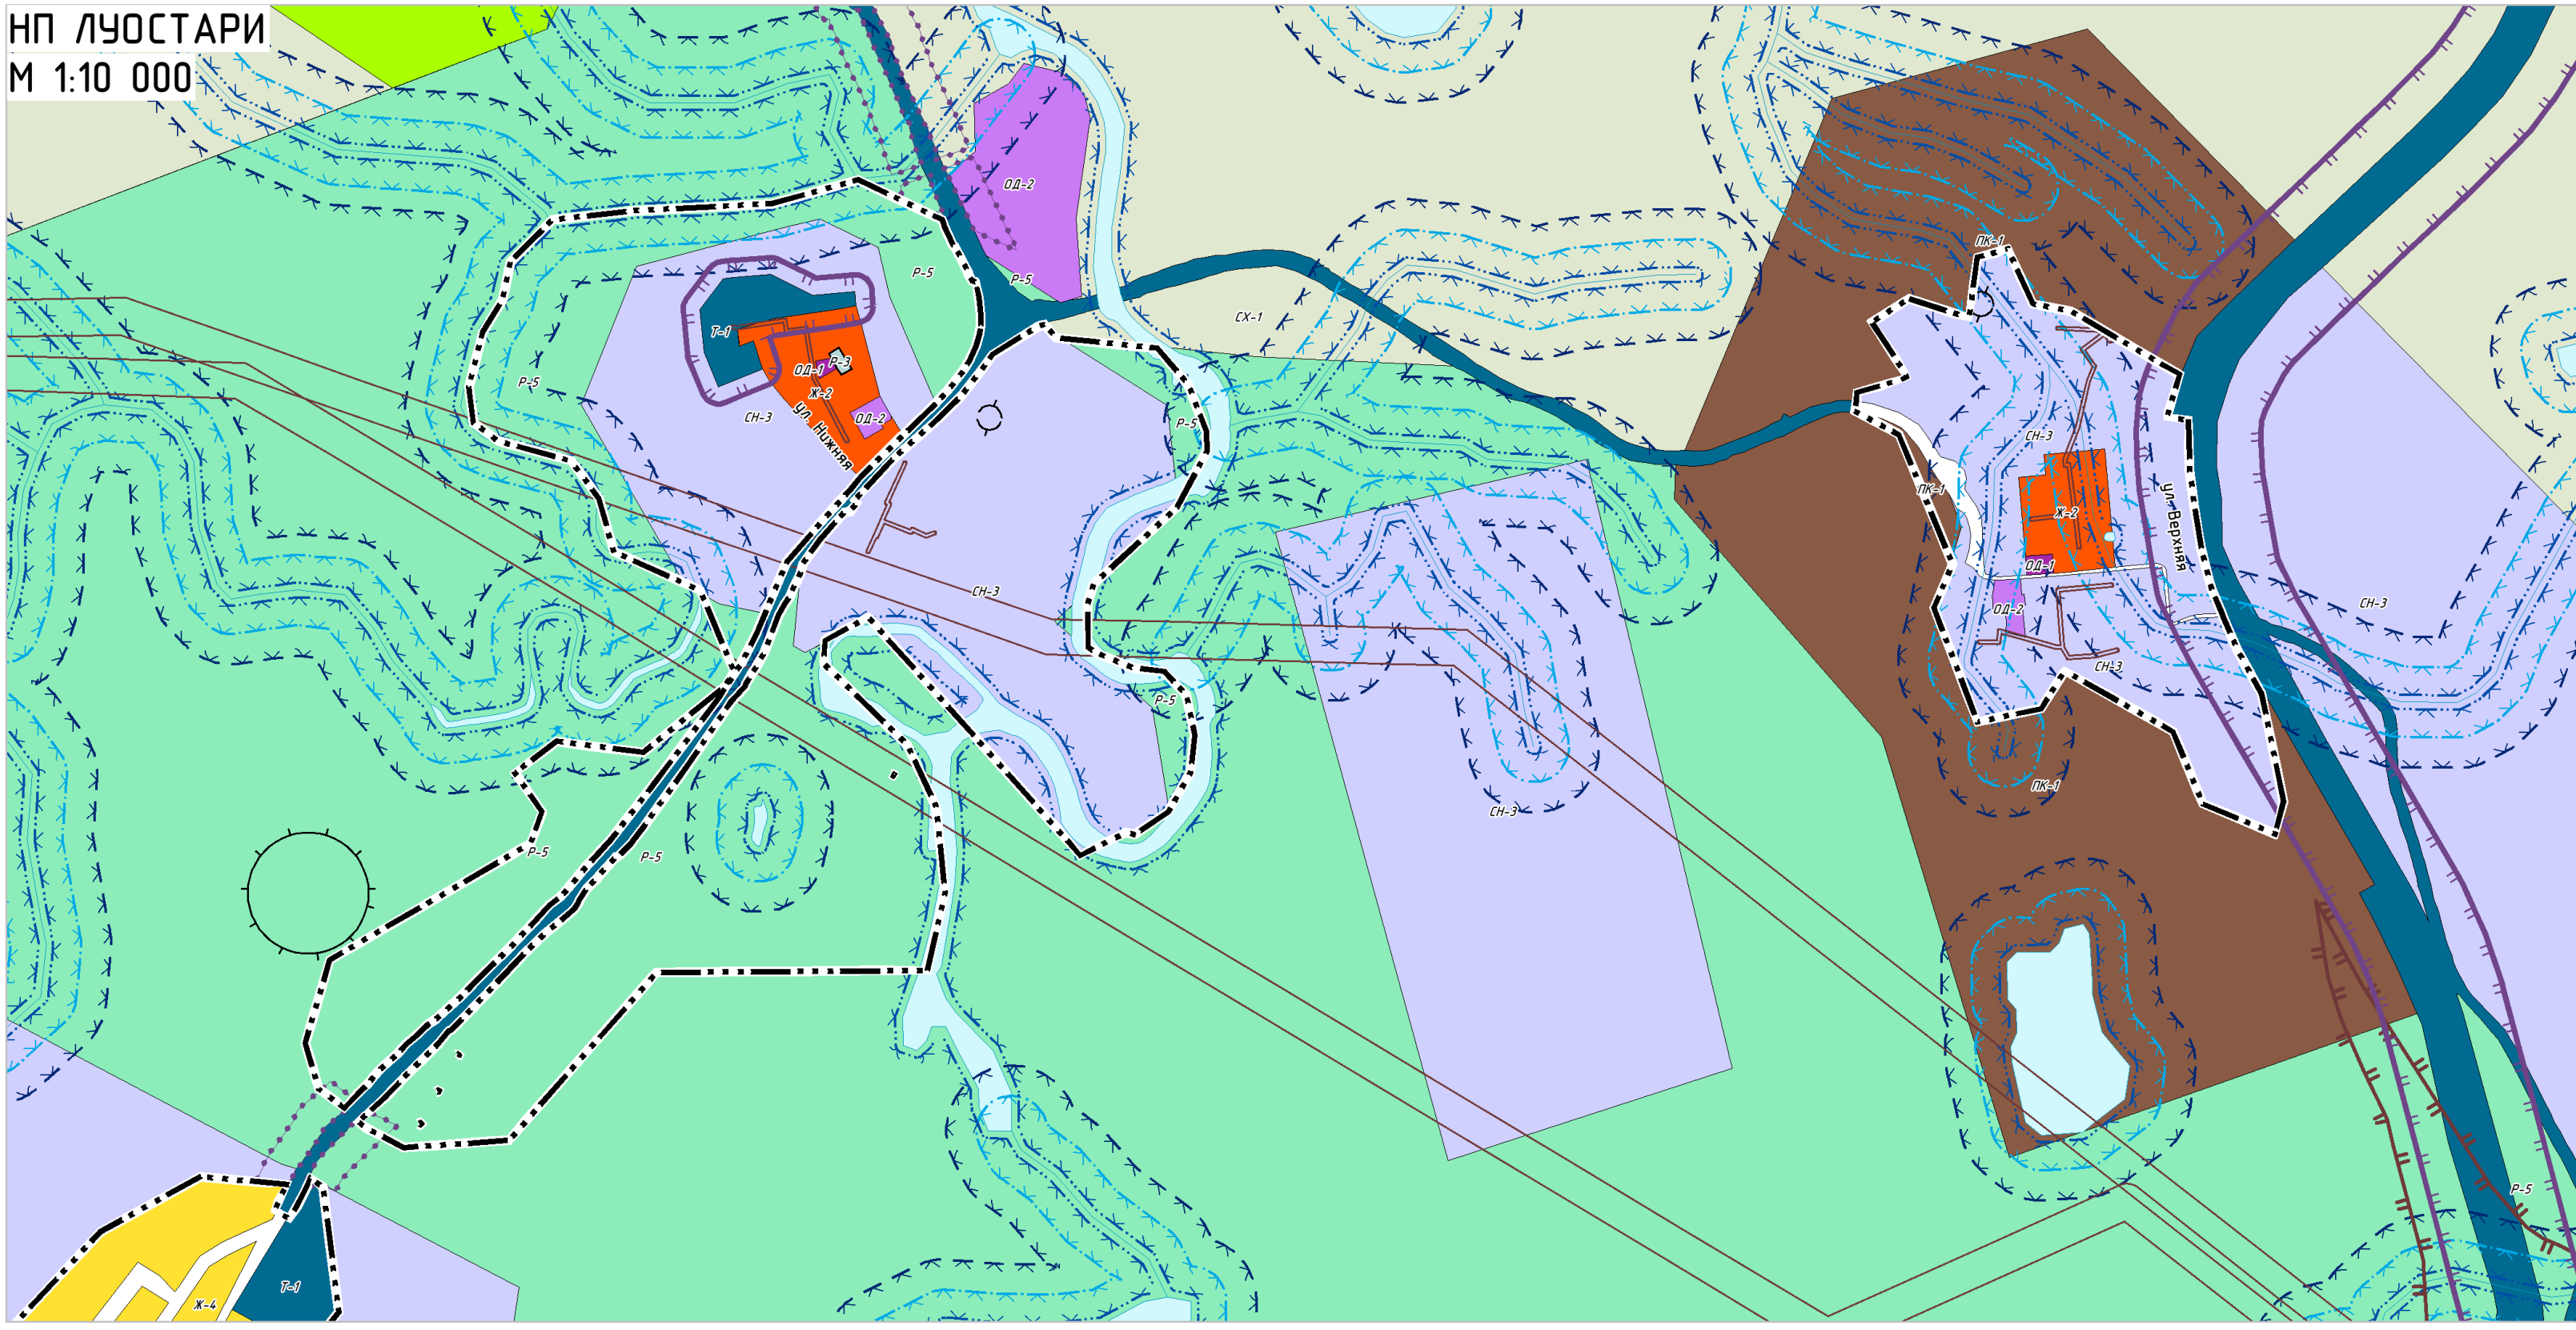 НП ЛУОСТАРИ
М 1:10 000
ОД-2
ПК-1
Р-5
Р-5
СХ-1
Т-1
Р-3
ОД-1
Р-5
Ж-2
СН-3
ОД-2
Р-5
ул. Нижняя
СН-3
ПК-1
ул. Верхняя
Ж-2
ОД-1
СН-3
ОД-2
СН-3
СН-3
Р-5
ПК-1
СН-3
Р-5
Р-5
Р-5
Т-1
Ж-4